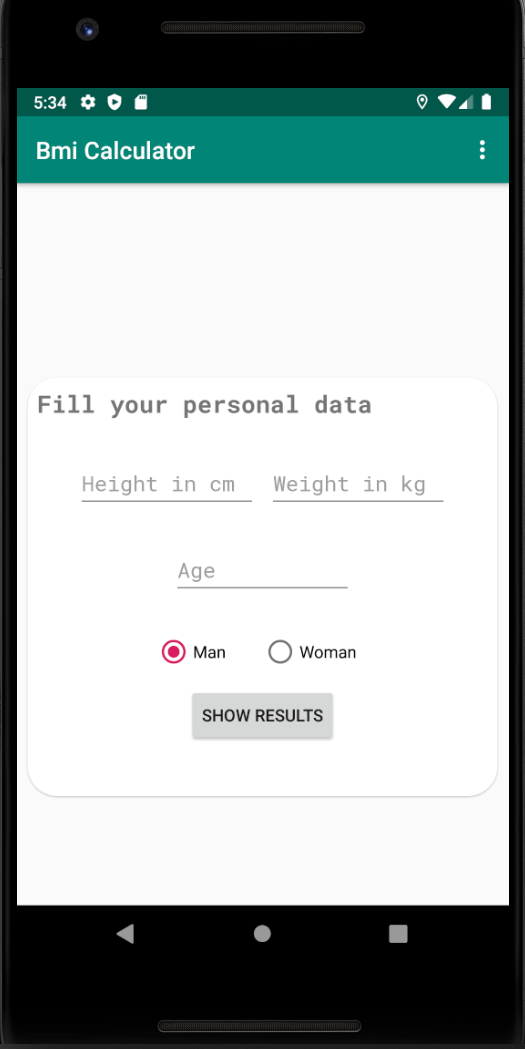 5:34
Bmi Calculator
Fill your personal data
Height in cm Weight in kg
Age
Man Woman
SHOW RESULTS